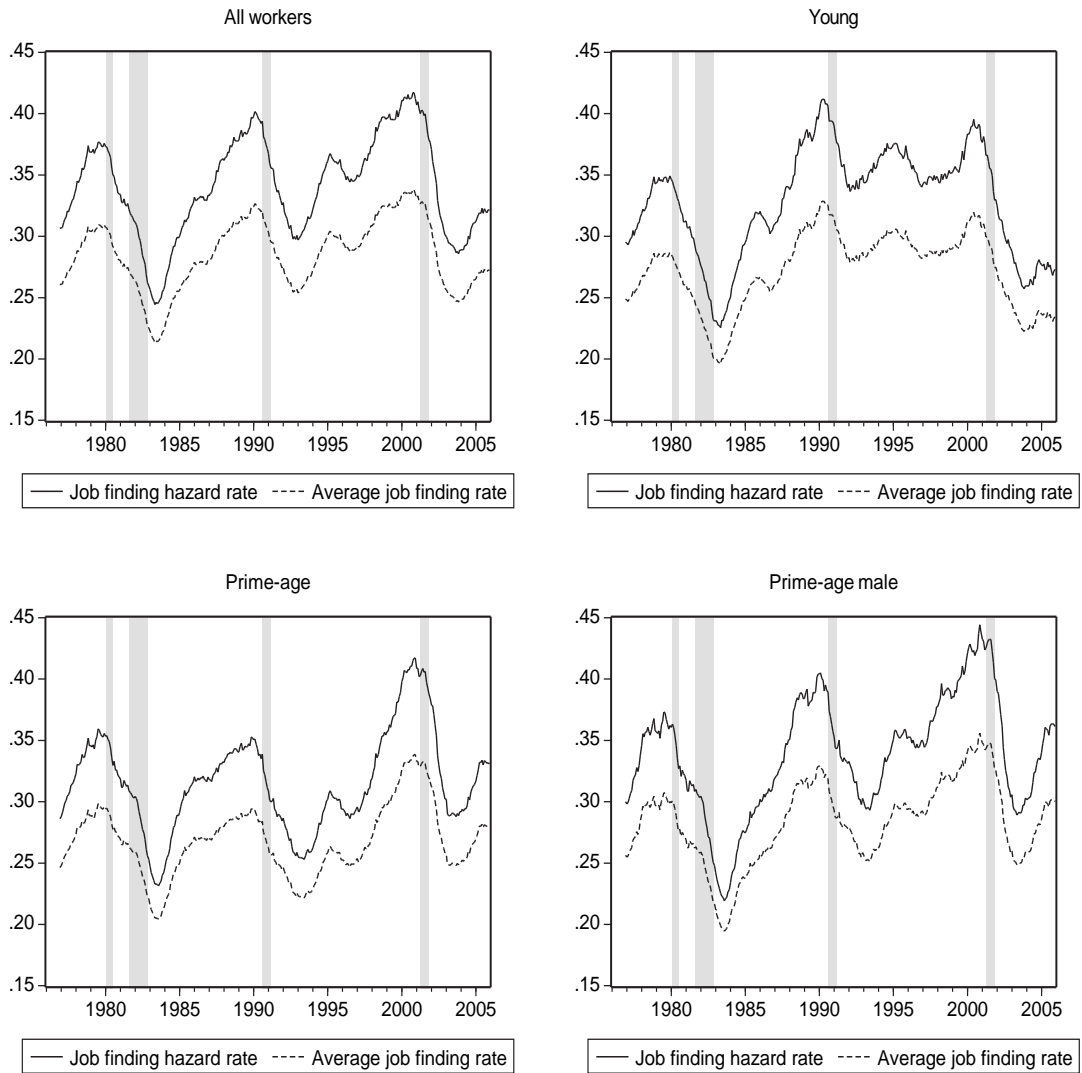 All workers
Young
.45
.40
.35
.30
.25
.20
.15
1980 1985 1990 1995 2000 2005
Job finding hazard rate Average job finding rate
.45
.40
.35
.30
.25
.20
.15
1980 1985 1990 1995 2000 2005
Job finding hazard rate Average job finding rate
Prime-age
Prime-age male
.45
.40
.35
.30
.25
.20
.15
1980 1985 1990 1995 2000 2005
Job finding hazard rate Average job finding rate
.45
.40
.35
.30
.25
.20
.15
1980 1985 1990 1995 2000 2005
Job finding hazard rate Average job finding rate